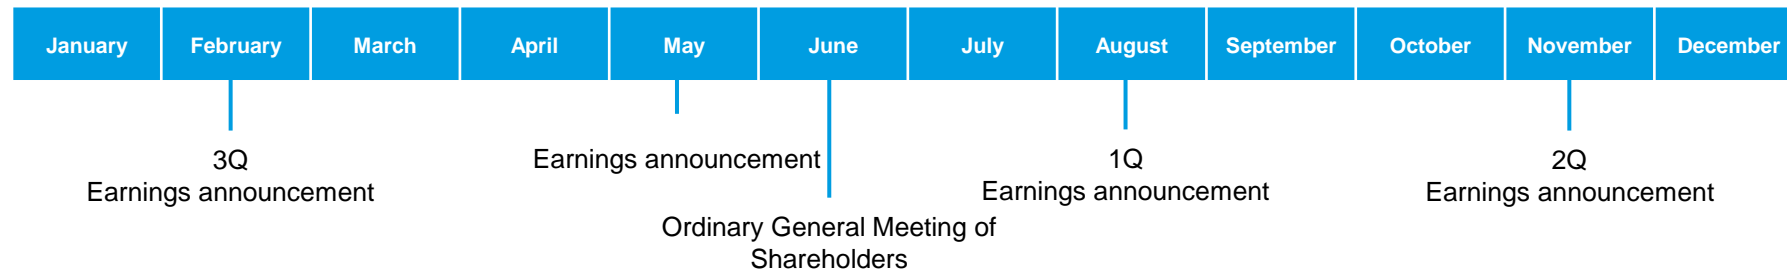 January February March April May June July August September October November December
3Q
Earnings announcement
Earnings announcement
Ordinary General Meeting of
Shareholders
1Q
Earnings announcement
2Q
Earnings announcement